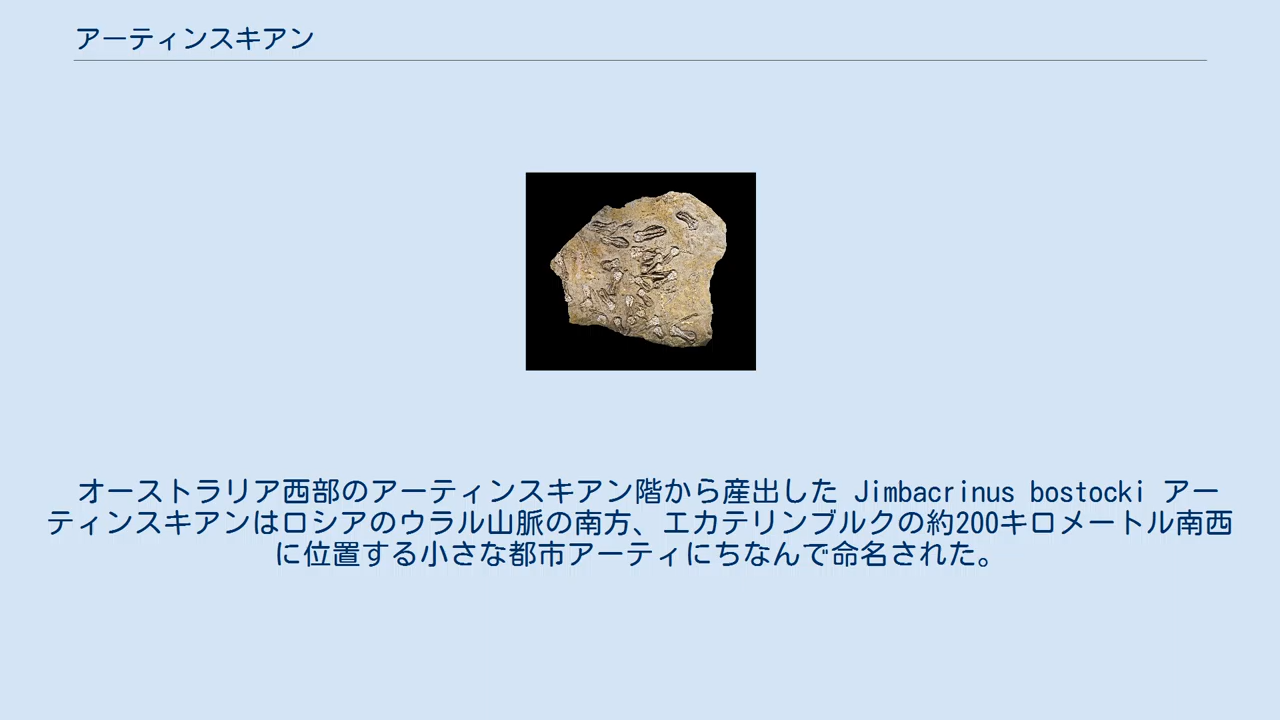 アーティンスキアン
オーストラリア西部のアーティンスキアン階から産出した Jimbacrinus bostocki アー
ティンスキアンはロシアのウラル山脈の南方、エカテリンブルクの約200キロメートル南西
に位置する小さな都市アーティにちなんで命名された。